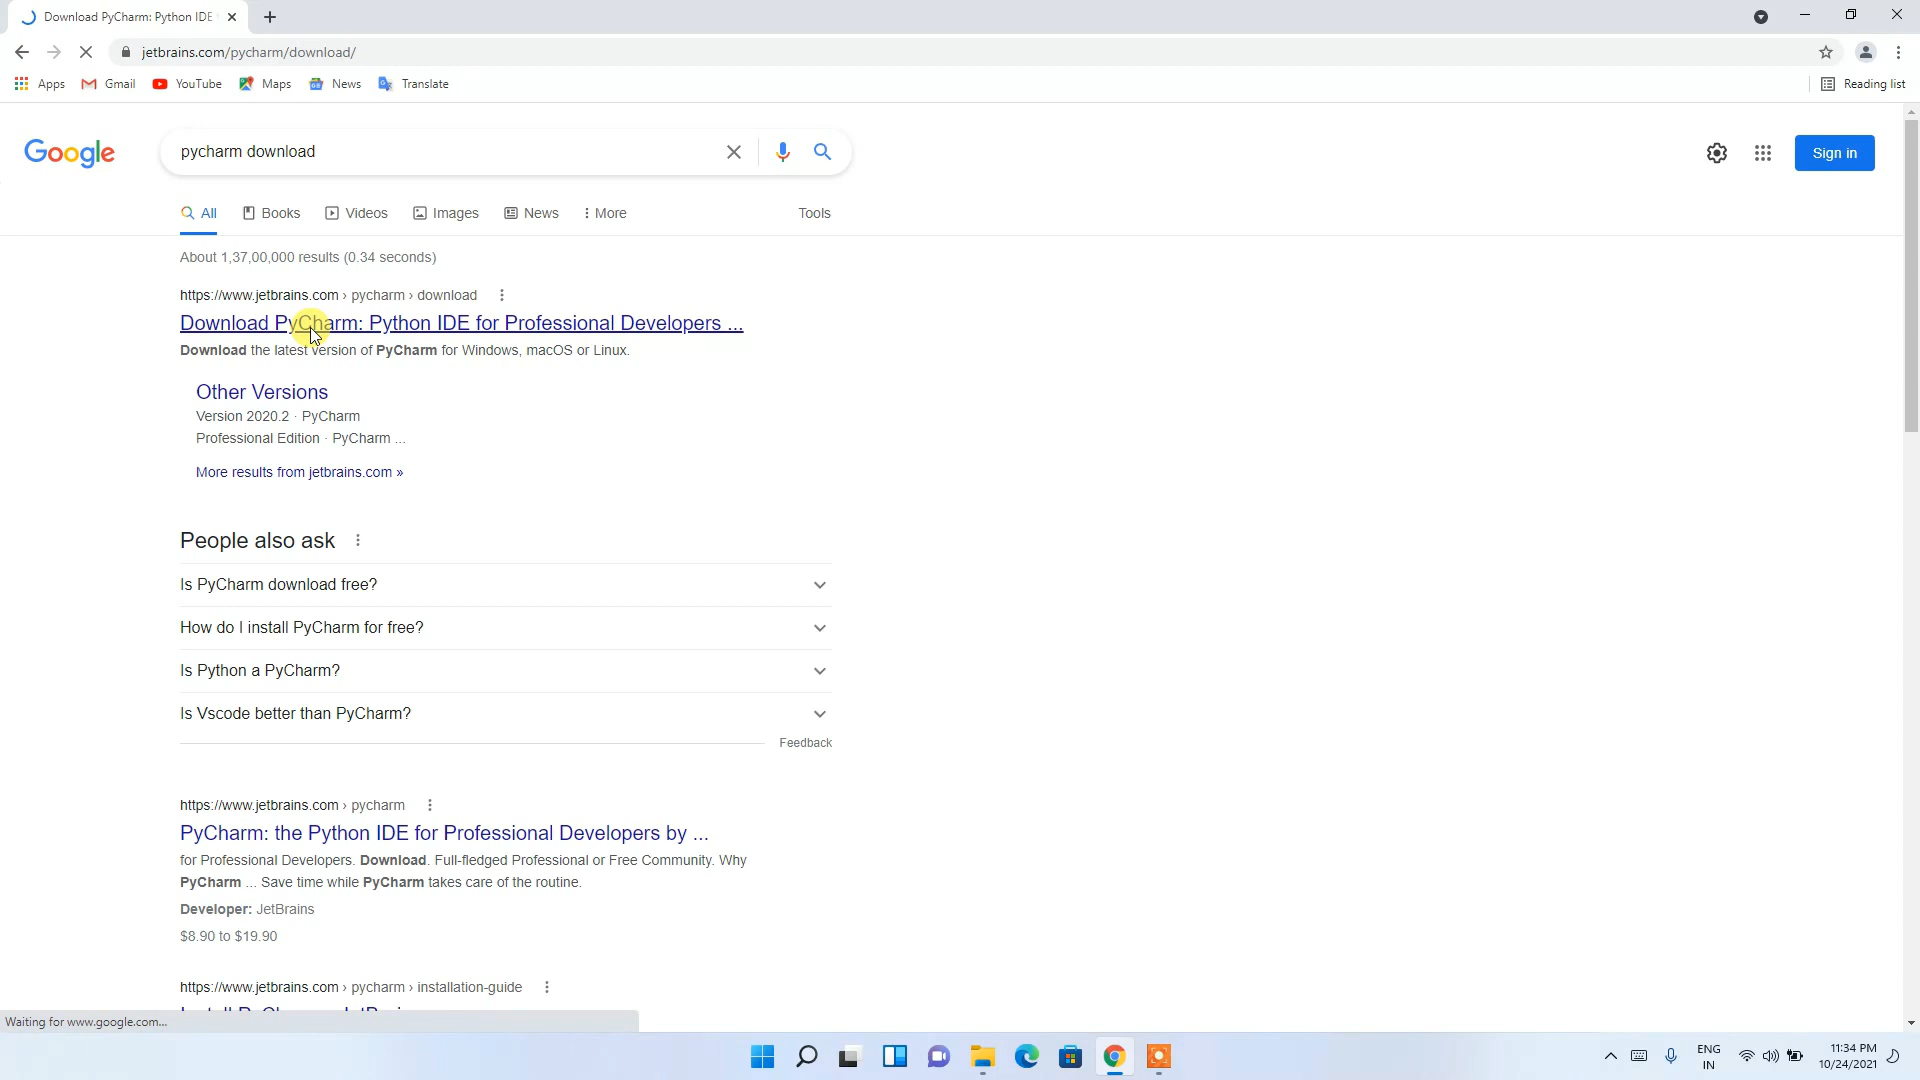 Download PyCharm: Python IDE
jetbrains.com/pycharm/download/
Apps Gmail YouTube Maps News Translate Reading list
Google
pycharm download
Sign in
All Books Videos Images News More Tools
About 1,37,00,000 results (0.34 seconds)
https://www.jetbrains.com › pycharm › download
Download PyCharm: Python IDE for Professional Developers ...
Download the latest version of PyCharm for Windows, macOS or Linux.
Other Versions
Version 2020.2 · PyCharm
Professional Edition · PyCharm ...
More results from jetbrains.com »
People also ask
Is PyCharm download free?
How do I install PyCharm for free?
Is Python a PyCharm?
Is Vscode better than PyCharm?
Feedback
https://www.jetbrains.com › pycharm
PyCharm: the Python IDE for Professional Developers by ...
for Professional Developers. Download. Full-fledged Professional or Free Community. Why
PyCharm ... Save time while PyCharm takes care of the routine.
Developer: JetBrains
$8.90 to $19.90
https://www.jetbrains.com › pycharm › installation-guide
Waiting for www.google.com...
ENG
IN
11:34 PM
10/24/2021